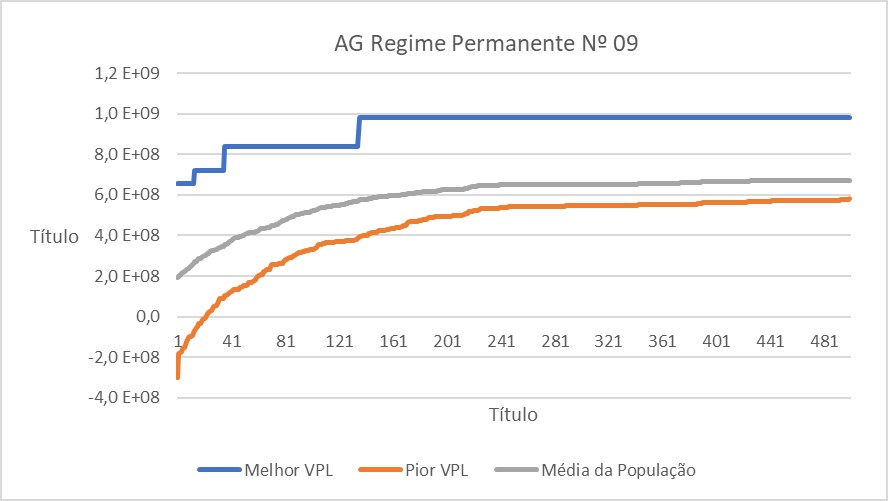 AG Regime Permanente Nº 09
1,2 E+09
1,0 E+09
8,0 E+08
6,0 E+08
4,0 E+08
Título
2,0 E+08
0,0
1 41 81 121 161 201 241 281 321 361 401 441 481
-2,0 E+08
-4,0 E+08
Título
Melhor VPL Pior VPL Média da População